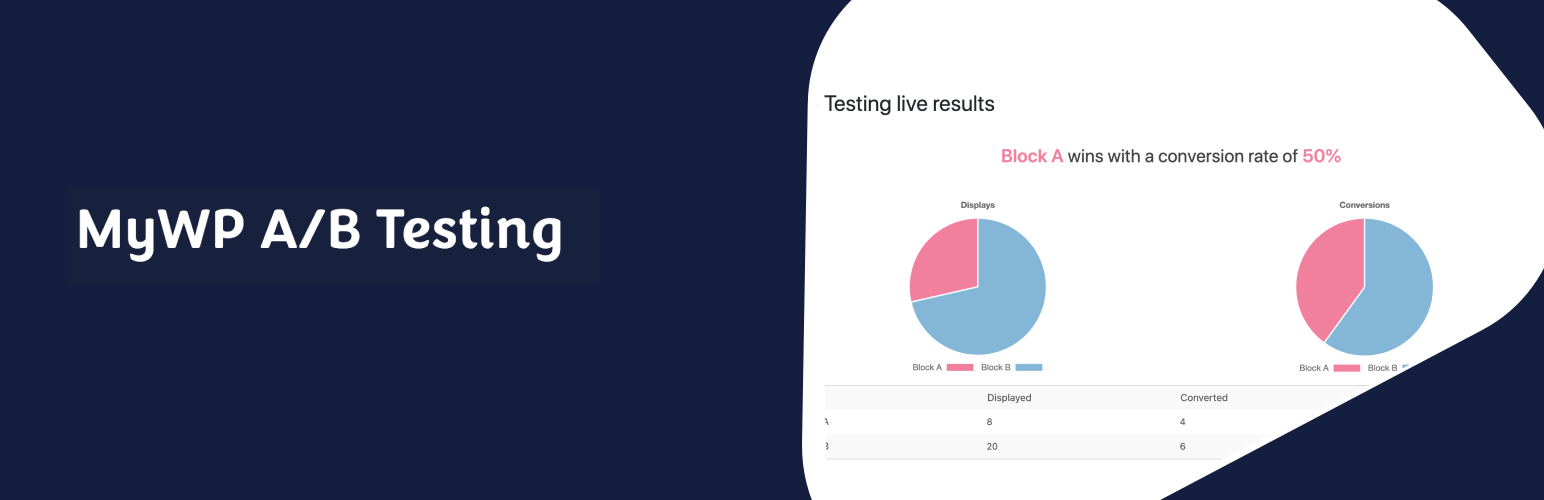 MyWP A/B Testing
Testing live results
Block A wins with a conversion rate of 50%
Displays
Conversions
Block A Block B
Block A Block B
Displayed Converted
8 4
20 6